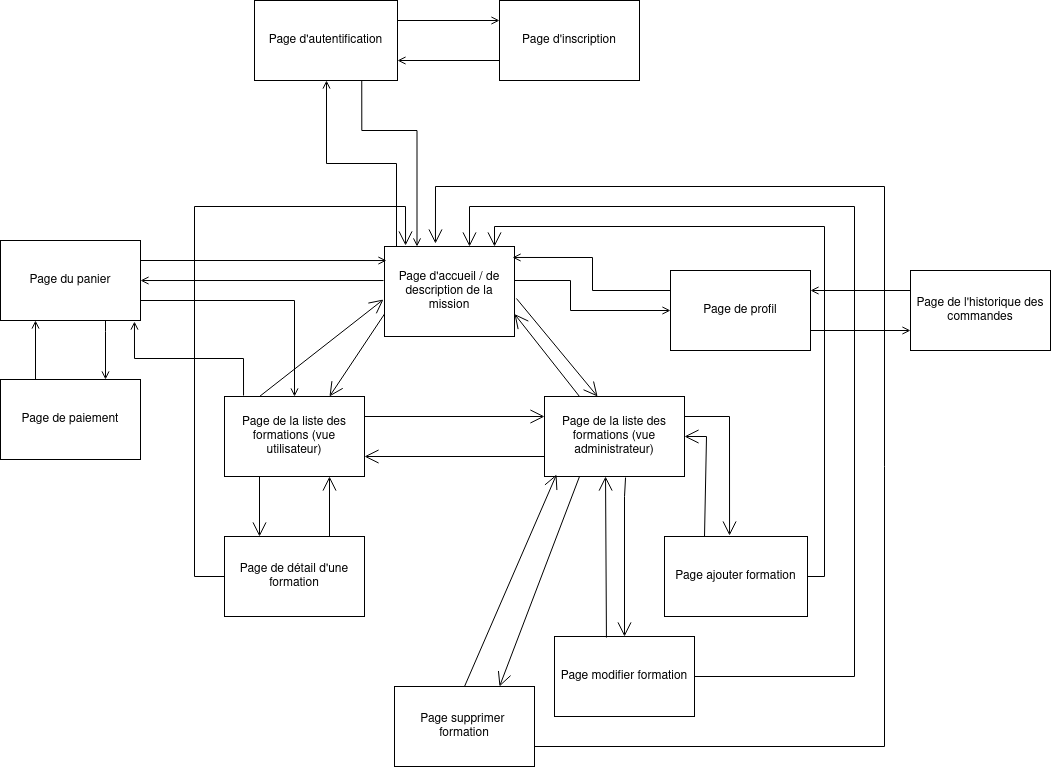 Page d'autentification
Page d'inscription
Page du panier
Page d'accueil / de
description de la
mission
Page de profil
Page de l'historique des
commandes
Page de paiement
Page de la liste des
formations (vue
utilisateur)
Page de la liste des
formations (vue
administrateur)
Page de détail d'une
formation
Page ajouter formation
Page modifier formation
Page supprimer
formation